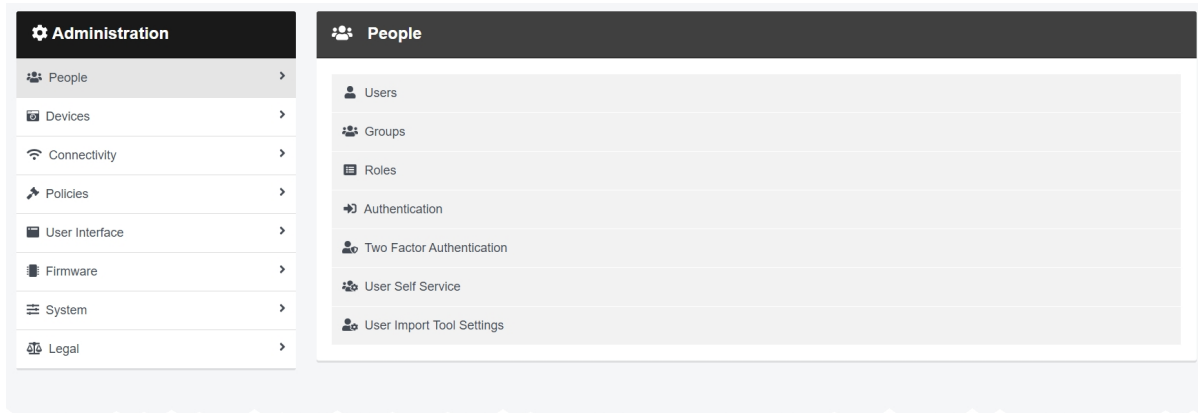 Administration
People
Devices
Connectivity
Policies
User Interface
Firmware
System
Legal
People
Users
Groups
Roles
Authentication
Two Factor Authentication
User Self Service
User Import Tool Settings